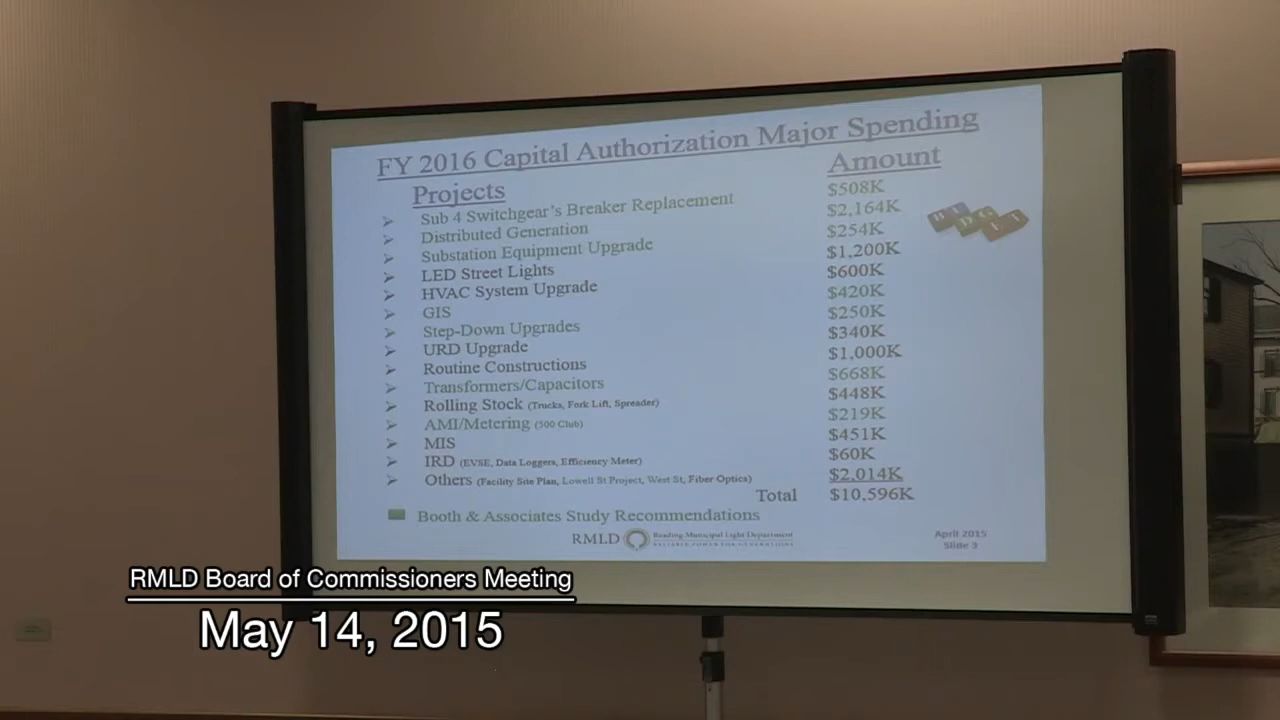 FY 2016 Capital Authorization Major Spending
Projects Amount
Sub 4 Switchgear's Breaker Replacement $508K
Distributed Generation $2,164K
Substation Equipment Upgrade $254K
LED Street Lights $1,200K
HVAC System Upgrade $600K
GIS $420K
Step-Down Upgrades $250K
URD Upgrade $340K
Routine Constructions $1,000K
Transformers/Capacitors $668K
Rolling Stock (Trucks, Fork Lift, Spreader) $448K
AMI/Metering (500 Club) $219K
MIS $451K
IRD (EVSE, Data Loggers, Efficiency Meter) $60K
Others (Facility Site Plan, Lowell St Project, West St, Fiber Optics) $2,014K
Total $10,596K
Booth & Associates Study Recommendations
RMLD Reading Municipal Light Department
RELIABLE POWER FOR GENERATIONS
April 2015
Slide 3
RMLD Board of Commissioners Meeting
May 14, 2015